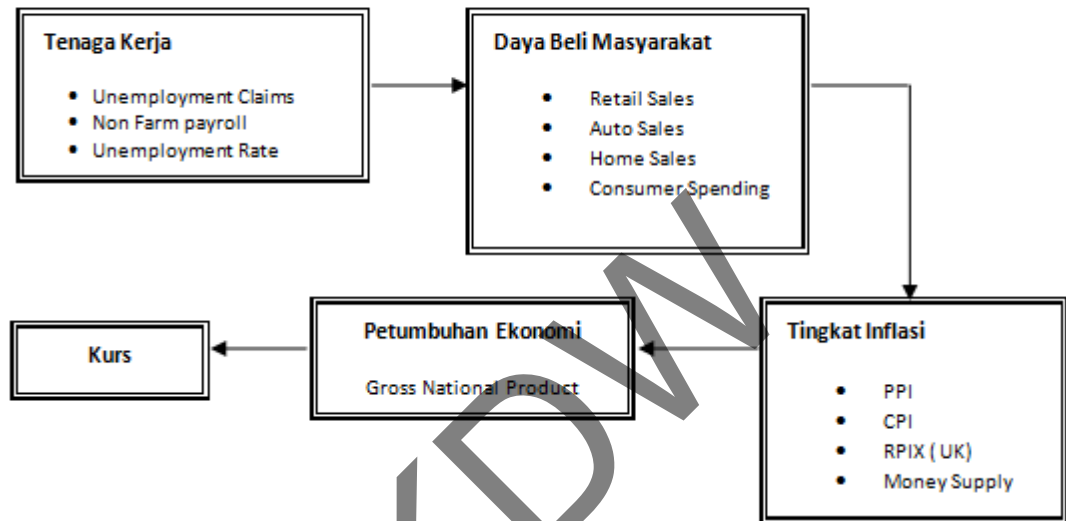 Tenaga Kerja
• Unemployment Claims
• Non Farm payroll
• Unemployment Rate
Daya Beli Masyarakat
• Retail Sales
• Auto Sales
• Home Sales
• Consumer Spending
Tingkat Inflasi
• PPI
• CPI
• RPIX ( UK)
• Money Supply
Petumbuhan Ekonomi
Gross National Product
Kurs